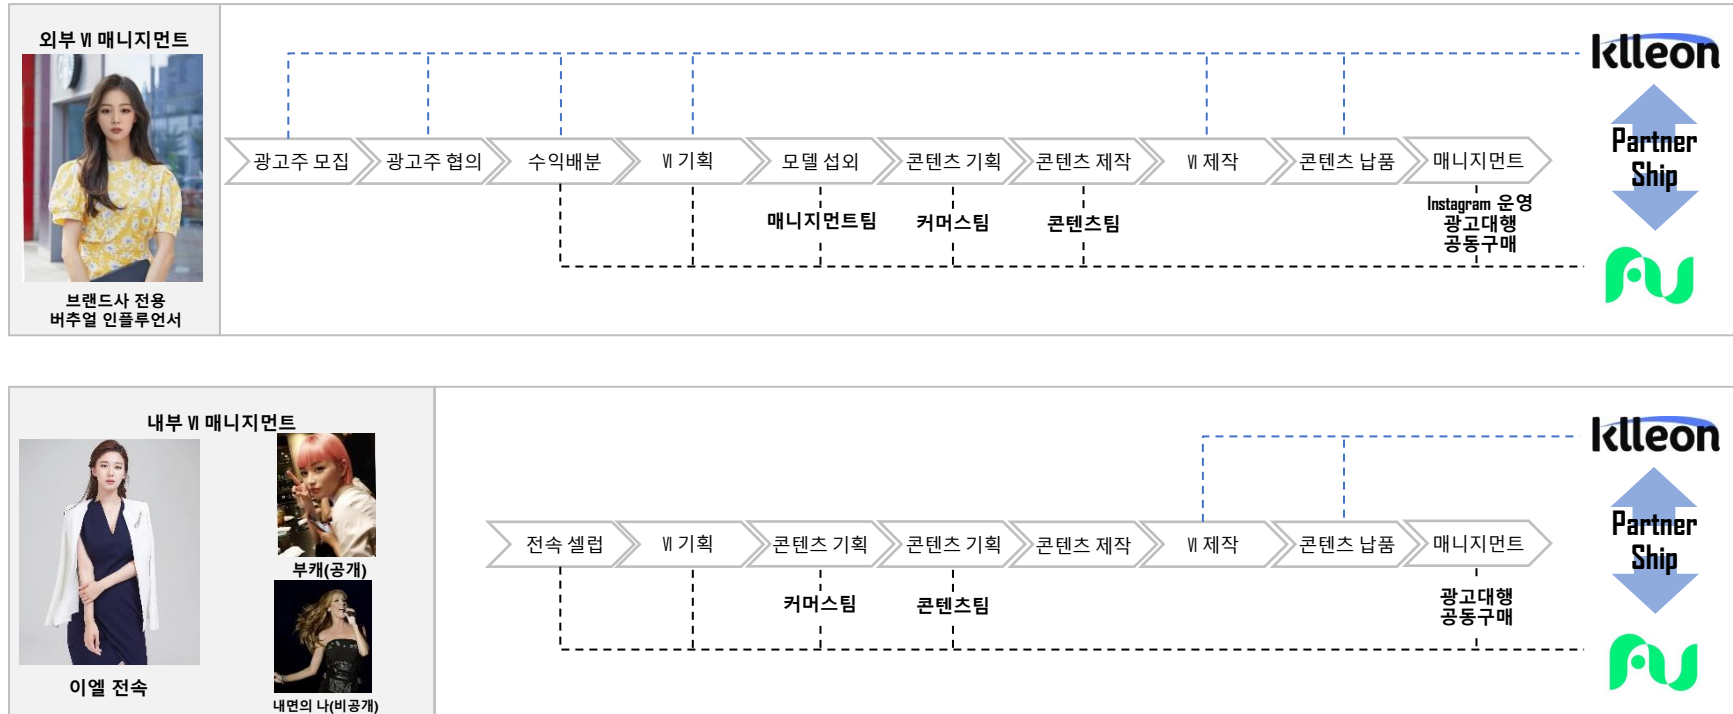 외부 VI 매니지먼트
브랜드사 전용
버추얼 인플루언서
klleon
광고주 모집
광고주 협의
수익배분
VI 기획
모델 섭외
콘텐츠 기획
콘텐츠 제작
VI 제작
콘텐츠 납품
매니지먼트
매니지먼트팀
커머스팀
콘텐츠팀
Instagram 운영
광고대행
공동구매
Partner
Ship
내부 VI 매니지먼트
이엘 전속
부캐(공개)
내면의 나(비공개)
klleon
전속 셀럽
VI 기획
콘텐츠 기획
콘텐츠 기획
콘텐츠 제작
VI 제작
콘텐츠 납품
매니지먼트
커머스팀
콘텐츠팀
광고대행
공동구매
Partner
Ship